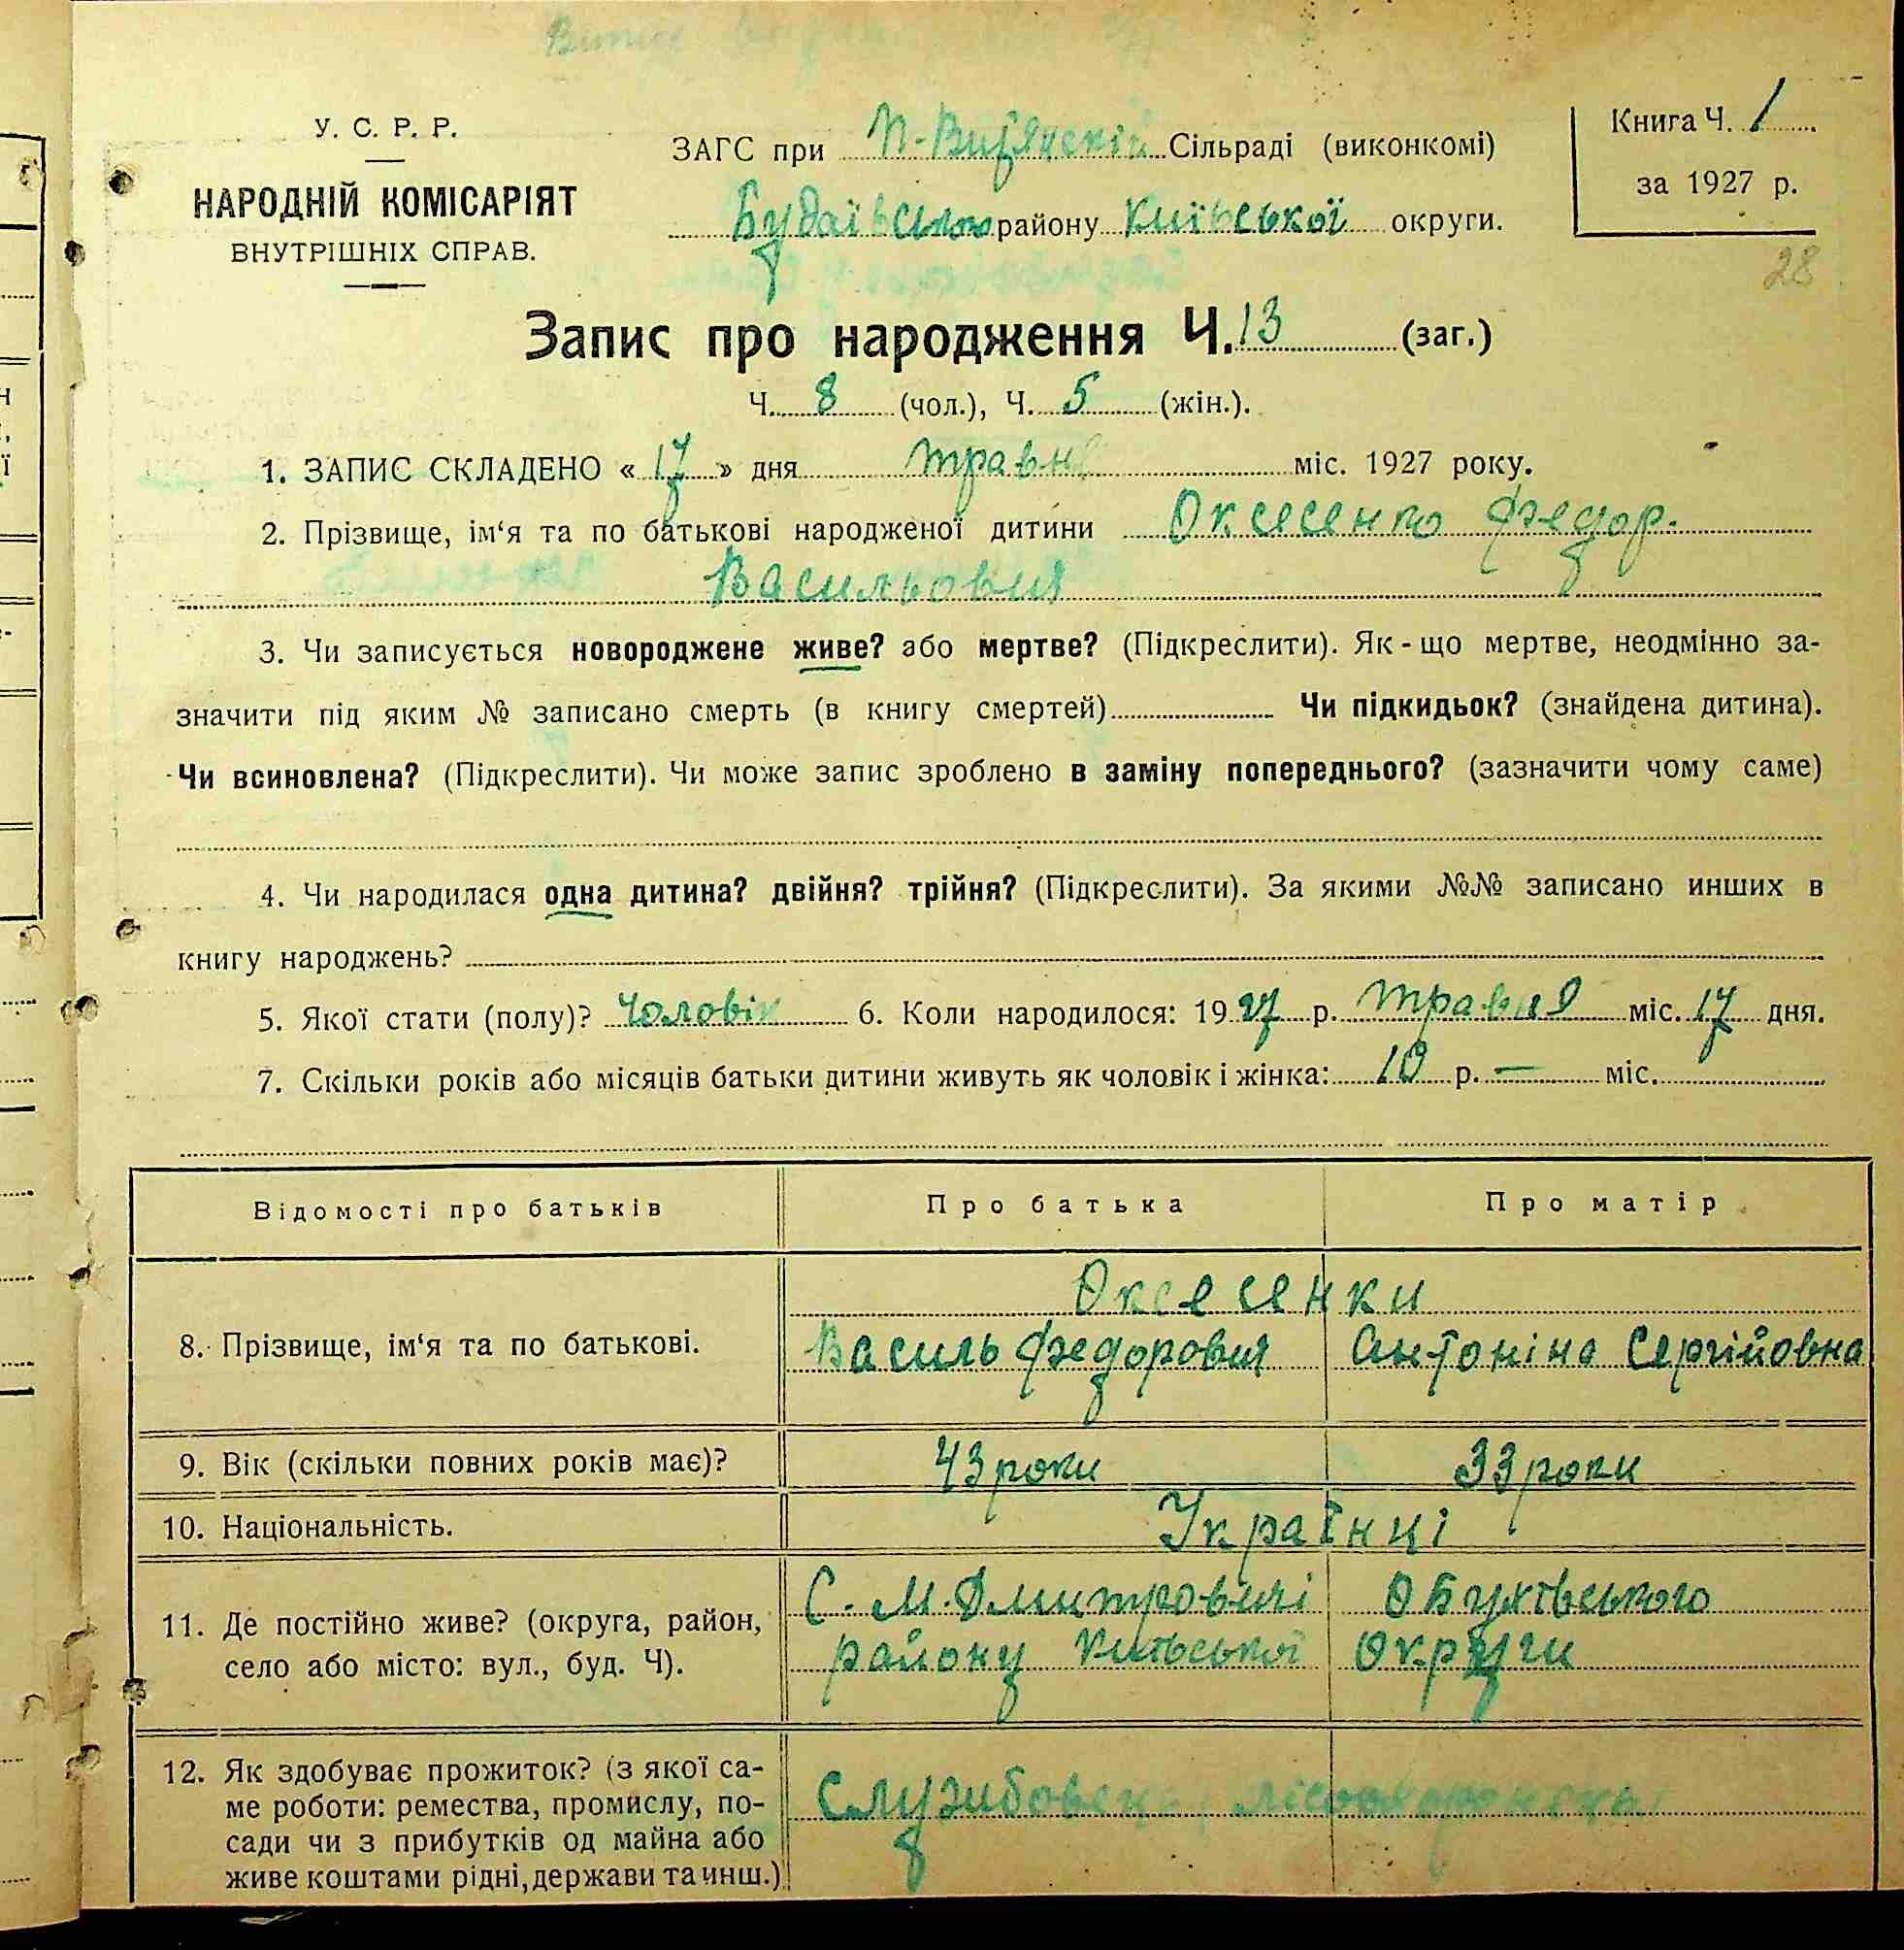 У. С. Р. Р.
НАРОДНІЙ КОМІСАРІЯТ
ВНУТРІШНІХ СПРАВ.
ЗАГС при Сільраді (виконкомі)
Будаївського району Київської округи.
Книга Ч. 1
за 1927 р.
28
Запис про народження Ч. 13 (заг.)
Ч. 8 (чол.), Ч. 5 (жін.).
1. ЗАПИС СКЛАДЕНО « 17 » дня травня міс. 1927 року.
2. Прізвище, ім‘я та по батькові народженої дитини Оксесенко Федор
Васильович
3. Чи записується новороджене живе? або мертве? (Підкреслити). Як-що мертве, неодмінно за-
значити під яким № записано смерть (в книгу смертей) Чи підкидьок? (знайдена дитина).
Чи всиновлена? (Підкреслити). Чи може запис зроблено в заміну попереднього? (зазначити чому саме)
4. Чи народилася одна дитина? двійня? трійня? (Підкреслити). За якими №№ записано инших в
книгу народжень?
5. Якої стати (полу)? Чоловік 6. Коли народилося: 1927 р. травня міс. 17 дня.
7. Скільки років або місяців батьки дитини живуть як чоловік і жінка: 10 р. — міс.
Відомості про батьків Про батька Про матір
Оксесенки
8. Прізвище, ім‘я та по батькові. Василь Федорович Антоніна Сергійовна
9. Вік (скільки повних років має)? 43 роки 33 роки
10. Національність. Українці
11. Де постійно живе? (округа, район, С. М. Дмитровичі Обухівського
село або місто: вул., буд. Ч). району Київської Округи
12. Як здобуває прожиток? (з якої са-
ме роботи: ремества, промислу, по-
сади чи з прибутків од майна або
живе коштами рідні, держави та инш.)